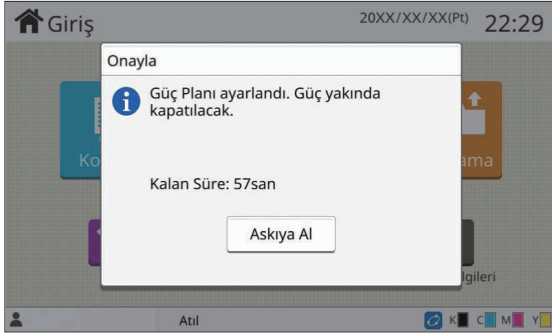 Giriş
20XX/XX/XX(Pt) 22:29
Onayla
Güç Planı ayarlandı. Güç yakında
kapatılacak.
Kalan Süre: 57san
Askıya Al
Atıl
K C M Y